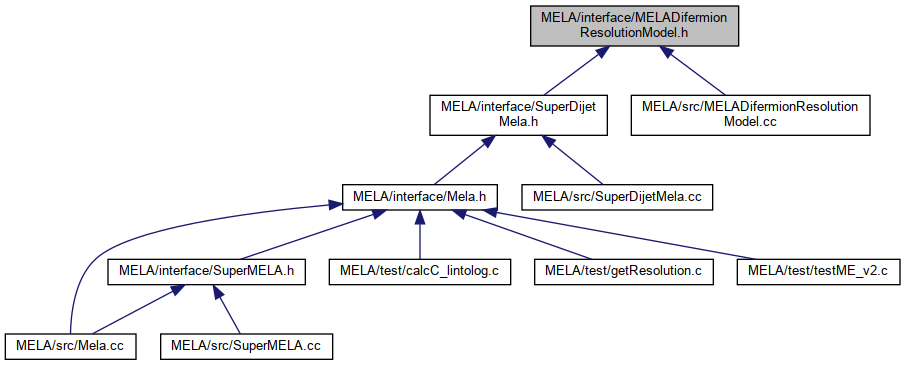 MELA/interface/MELADifermion
ResolutionModel.h
MELA/interface/SuperDijet
Mela.h
MELA/src/MELADifermionResolution
Model.cc
MELA/interface/Mela.h
MELA/src/SuperDijetMela.cc
MELA/interface/SuperMELA.h
MELA/test/calcC_lintolog.c
MELA/test/getResolution.c
MELA/test/testME_v2.c
MELA/src/Mela.cc
MELA/src/SuperMELA.cc